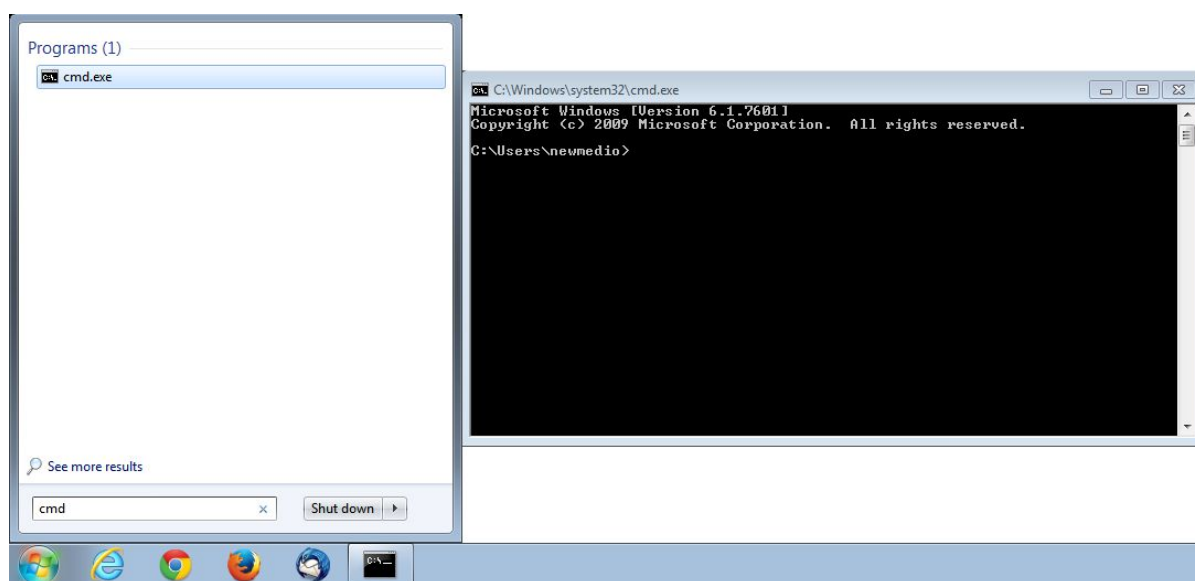 Programs (1)
cmd.exe
See more results
cmd
Shut down
C:\Windows\system32\cmd.exe
Microsoft Windows [Version 6.1.7601]
Copyright (c) 2009 Microsoft Corporation.  All rights reserved.
C:\Users\newmedio>